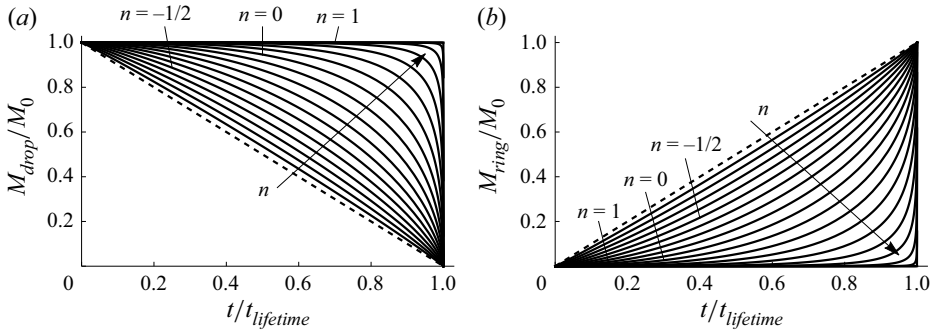 (a)
n = –1/2
n = 0
n = 1
1.0
0.8
0.6
0.4
0.2
0
0.2
0.4
0.6
0.8
1.0
M_drop/M_0
n
t/t_lifetime
(b)
1.0
0.8
0.6
0.4
0.2
0
0.2
0.4
0.6
0.8
1.0
M_ring/M_0
n
n = –1/2
n = 0
n = 1
t/t_lifetime